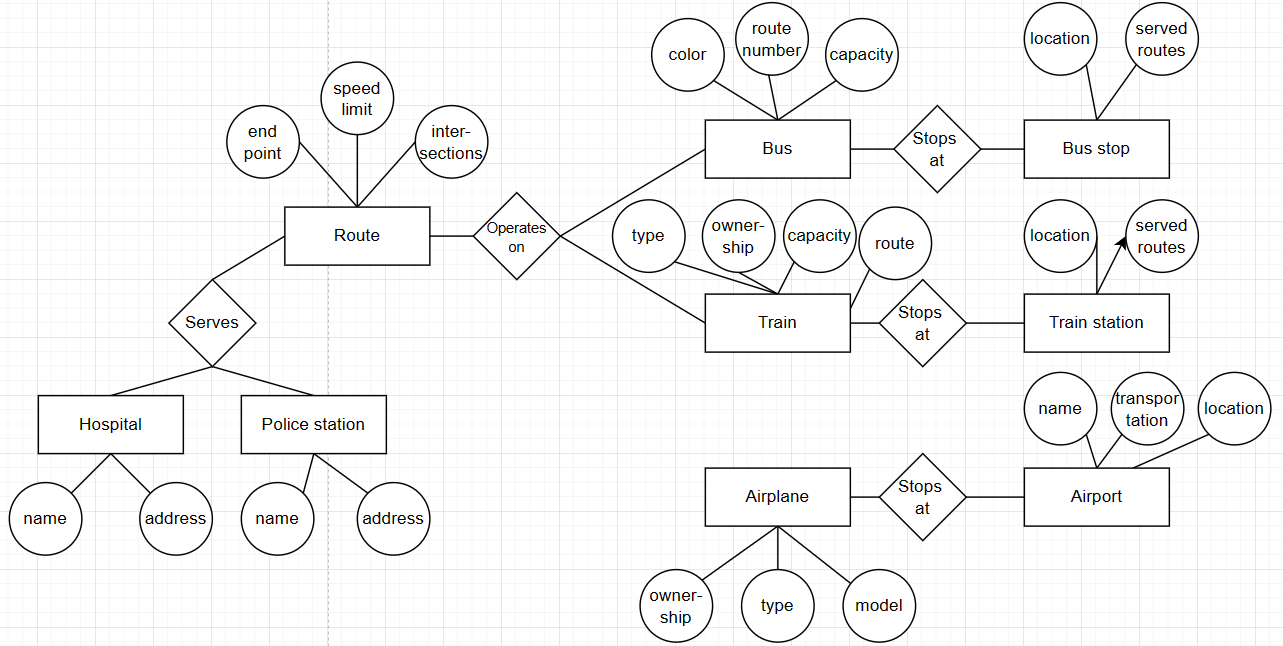 color
route
number
capacity
location
served
routes
end
point
speed
limit
inter-
sections
Bus
Stops
at
Bus stop
Route
Operates
on
type
owner-
ship
capacity
route
location
served
routes
Serves
Train
Stops
at
Train station
Hospital
Police station
name
address
name
address
name
transpor
tation
location
Airplane
Stops
at
Airport
owner-
ship
type
model